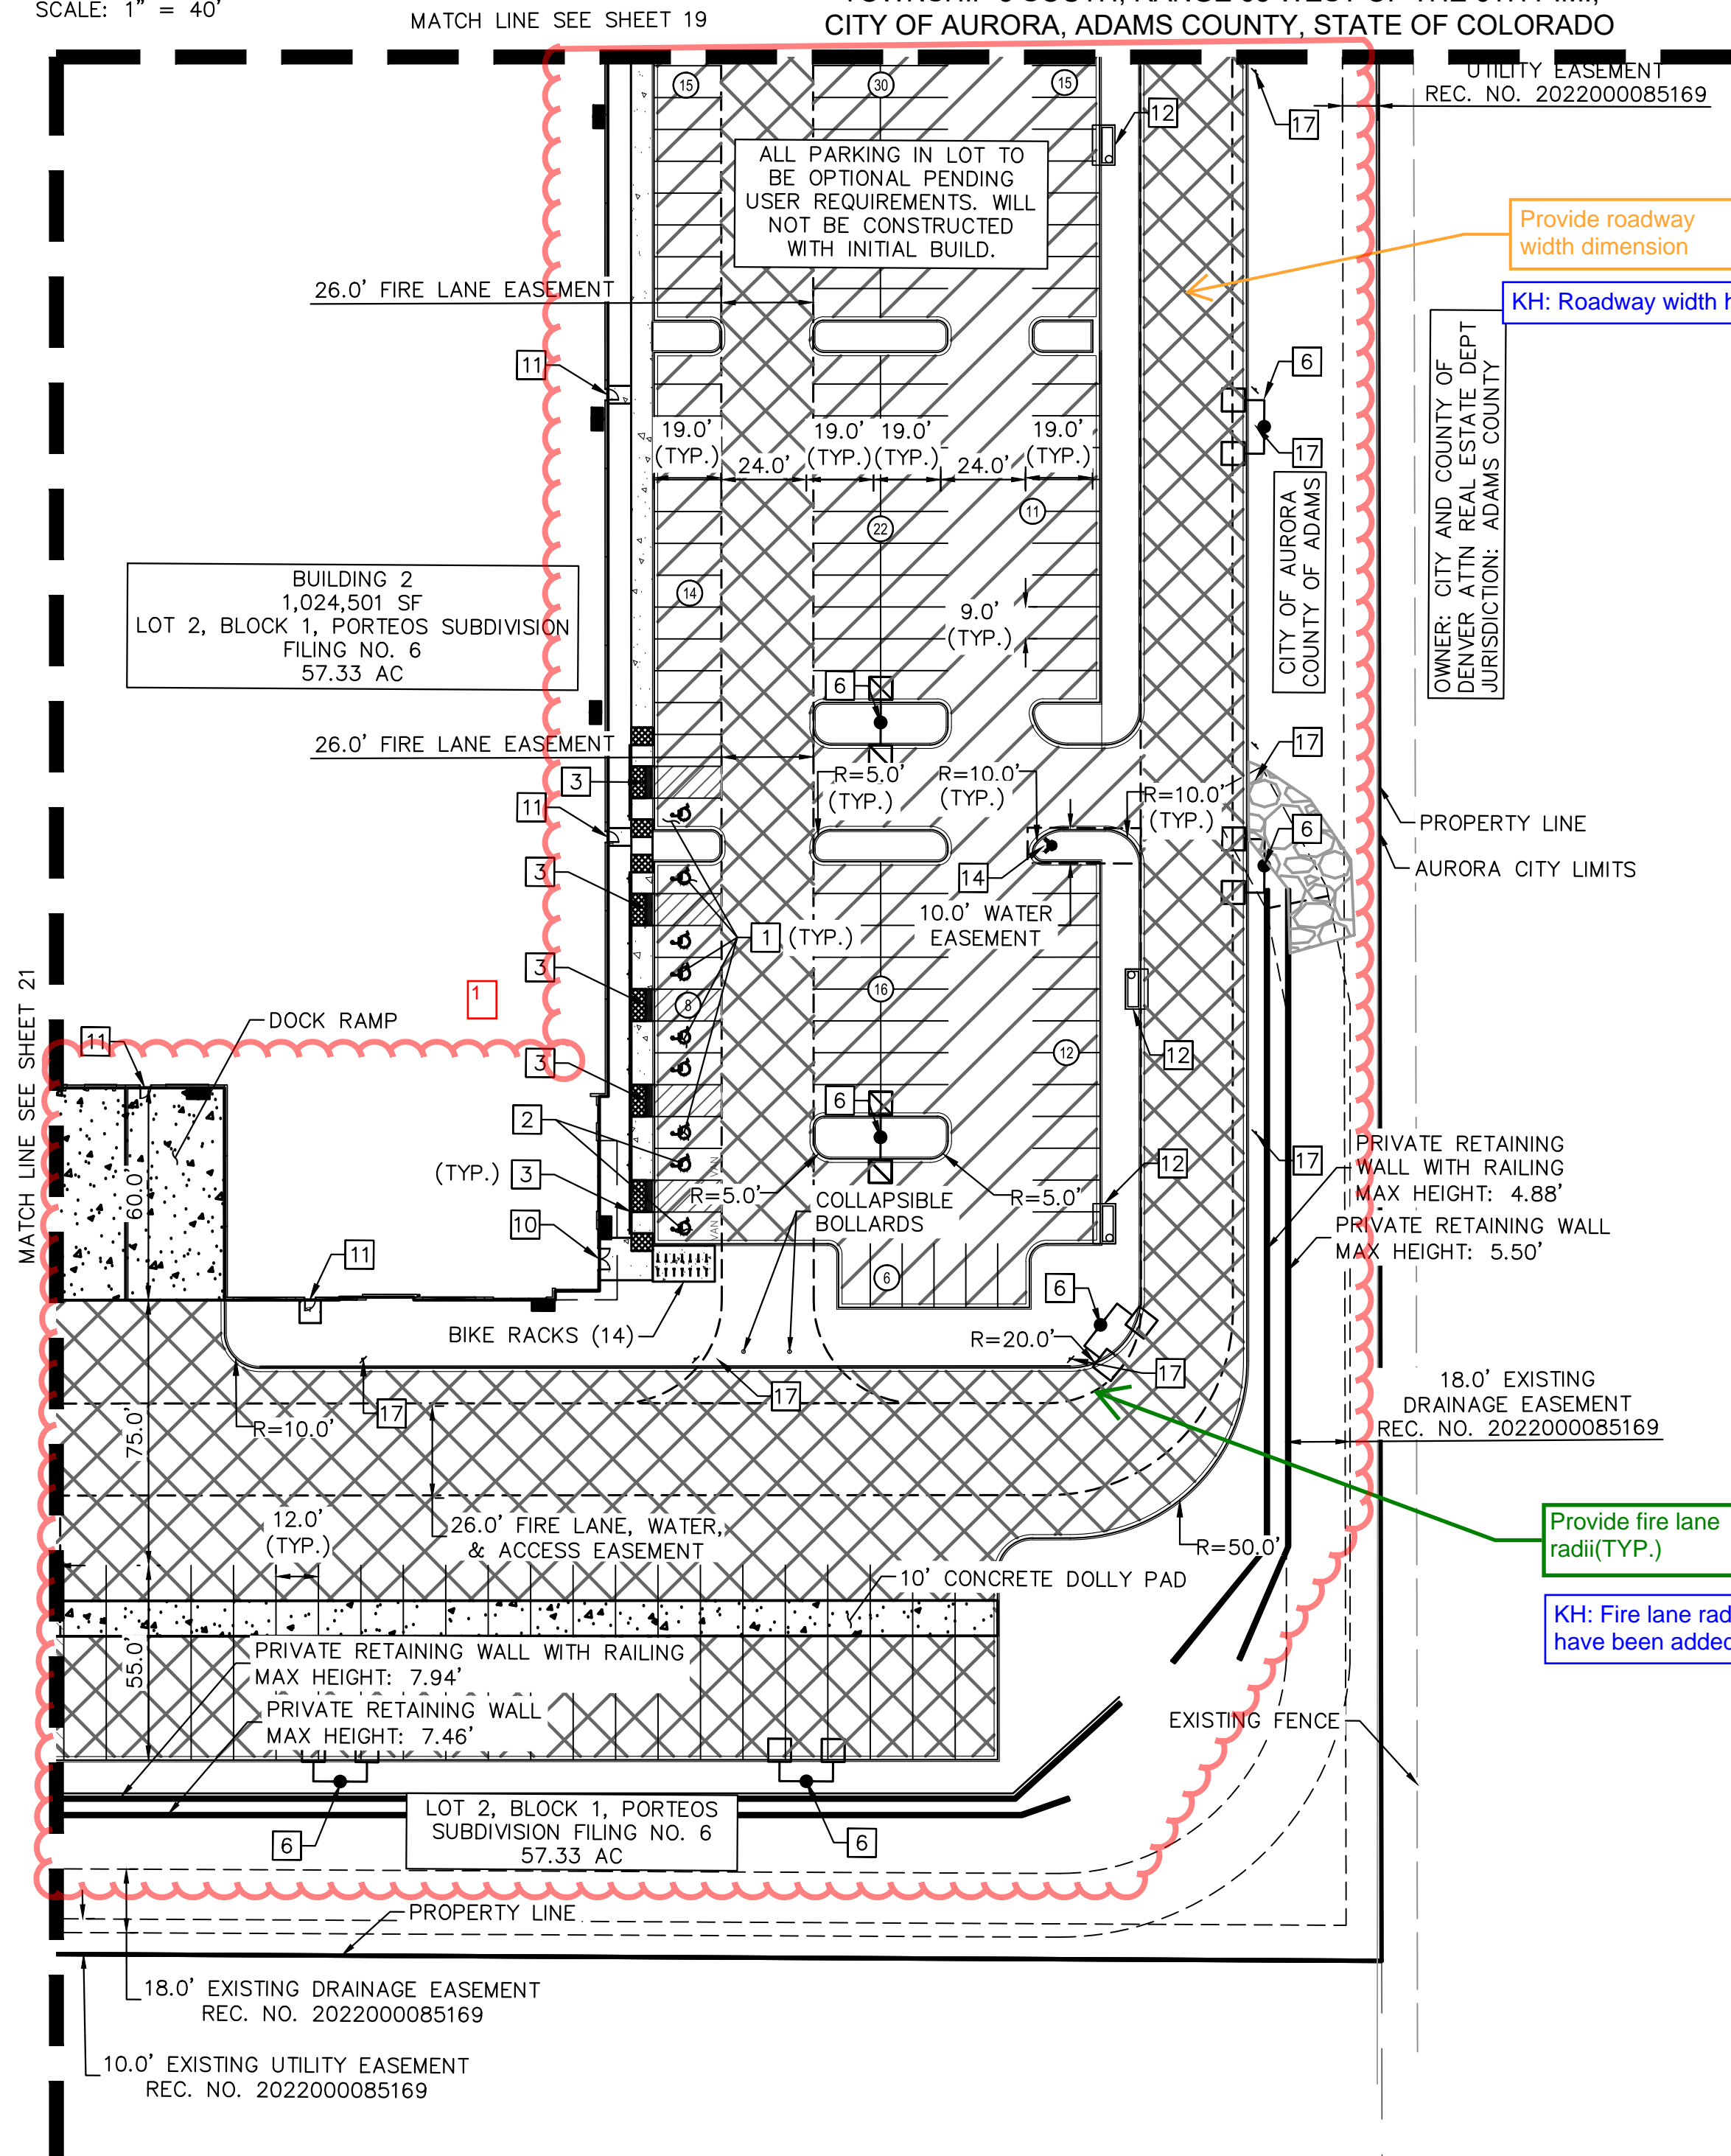 SCALE: 1" = 40'
MATCH LINE SEE SHEET 19
CITY OF AURORA, ADAMS COUNTY, STATE OF COLORADO
UTILITY EASEMENT
REC. NO. 2022000085169
15
30
15
12
17
ALL PARKING IN LOT TO
BE OPTIONAL PENDING
USER REQUIREMENTS. WILL
NOT BE CONSTRUCTED
WITH INITIAL BUILD.
Provide roadway
width dimension
KH: Roadway width
26.0' FIRE LANE EASEMENT
11
6
19.0'
(TYP.)
24.0'
19.0'
(TYP.)
19.0'
(TYP.)
24.0'
19.0'
(TYP.)
17
OWNER: CITY AND COUNTY OF
DENVER ATTN REAL ESTATE DEPT
JURISDICTION: ADAMS COUNTY
CITY OF AURORA
COUNTY OF ADAMS
11
22
14
BUILDING 2
1,024,501 SF
LOT 2, BLOCK 1, PORTEOS SUBDIVISION
FILING NO. 6
57.33 AC
9.0'
(TYP.)
6
26.0' FIRE LANE EASEMENT
17
3
R=5.0'
(TYP.)
R=10.0'
(TYP.)
R=10.0'
(TYP.)
11
PROPERTY LINE
6
3
14
AURORA CITY LIMITS
10.0' WATER
EASEMENT
1 (TYP.)
3
MATCH LINE SEE SHEET 21
1
16
8
DOCK RAMP
11
3
12
12
6
2
60.0'
(TYP.) 3
VAN
VAN
12
17
PRIVATE RETAINING
WALL WITH RAILING
MAX HEIGHT: 4.88'
R=5.0'
COLLAPSIBLE
BOLLARDS
R=5.0'
10
PRIVATE RETAINING WALL
MAX HEIGHT: 5.50'
11
6
6
BIKE RACKS (14)
R=20.0'
17
17
17
R=10.0'
75.0'
18.0' EXISTING
DRAINAGE EASEMENT
REC. NO. 2022000085169
12.0'
(TYP.)
26.0' FIRE LANE, WATER,
& ACCESS EASEMENT
R=50.0'
Provide fire lane
radii(TYP.)
10' CONCRETE DOLLY PAD
KH: Fire lane
have been
55.0'
PRIVATE RETAINING WALL WITH RAILING
MAX HEIGHT: 7.94'
PRIVATE RETAINING WALL
MAX HEIGHT: 7.46'
EXISTING FENCE
LOT 2, BLOCK 1, PORTEOS
SUBDIVISION FILING NO. 6
57.33 AC
6
6
PROPERTY LINE
18.0' EXISTING DRAINAGE EASEMENT
REC. NO. 2022000085169
10.0' EXISTING UTILITY EASEMENT
REC. NO. 2022000085169